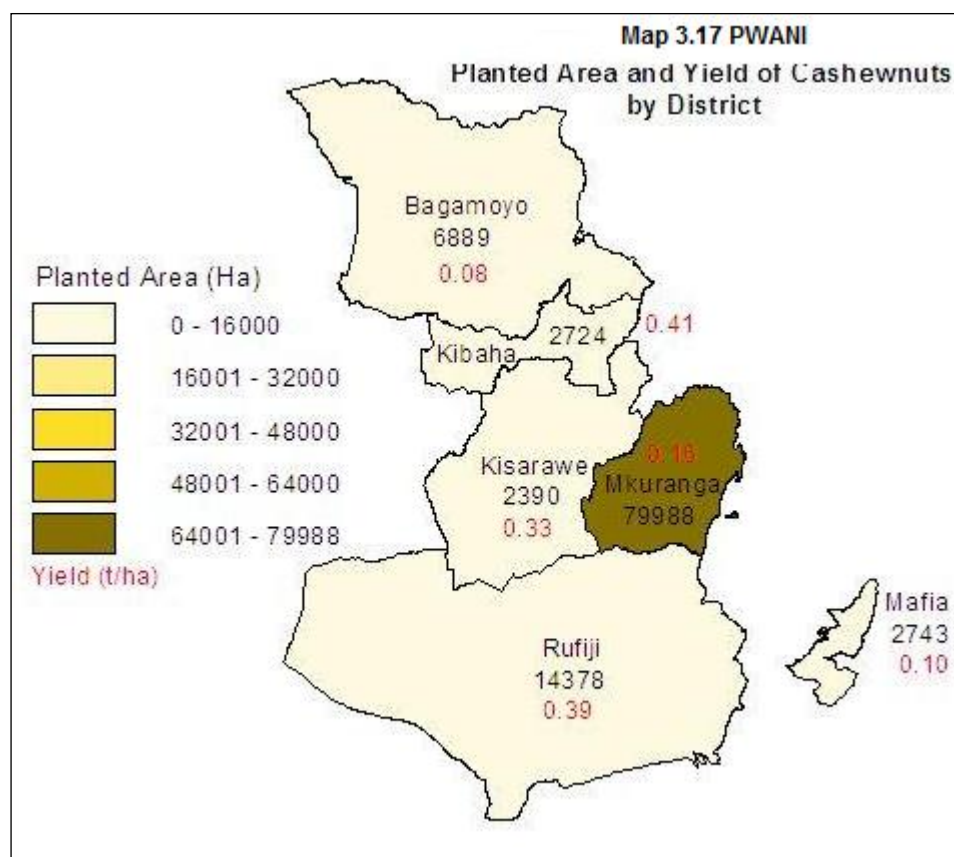 Map 3.17 PWANI
Planted Area and Yield of Cashewnuts
by District
Bagamoyo
6889
0.08
Planted Area (Ha)
0 - 16000
16001 - 32000
32001 - 48000
48001 - 64000
64001 - 79988
Yield (t/ha)
2724
0.41
Kibaha
Kisarawe
2390
0.33
0.16
Mkuranga
79988
Mafia
2743
0.10
Rufiji
14378
0.39